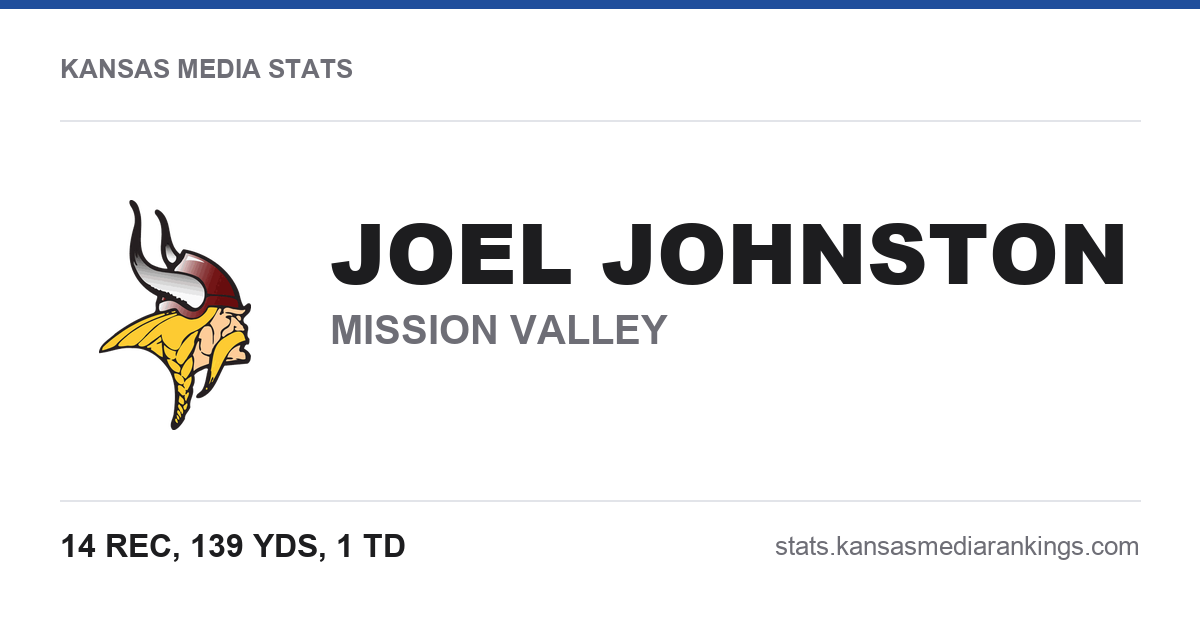 KANSAS MEDIA STATS
JOEL JOHNSTON
MISSION VALLEY
14 REC, 139 YDS, 1 TD
stats.kansasmediarankings.com